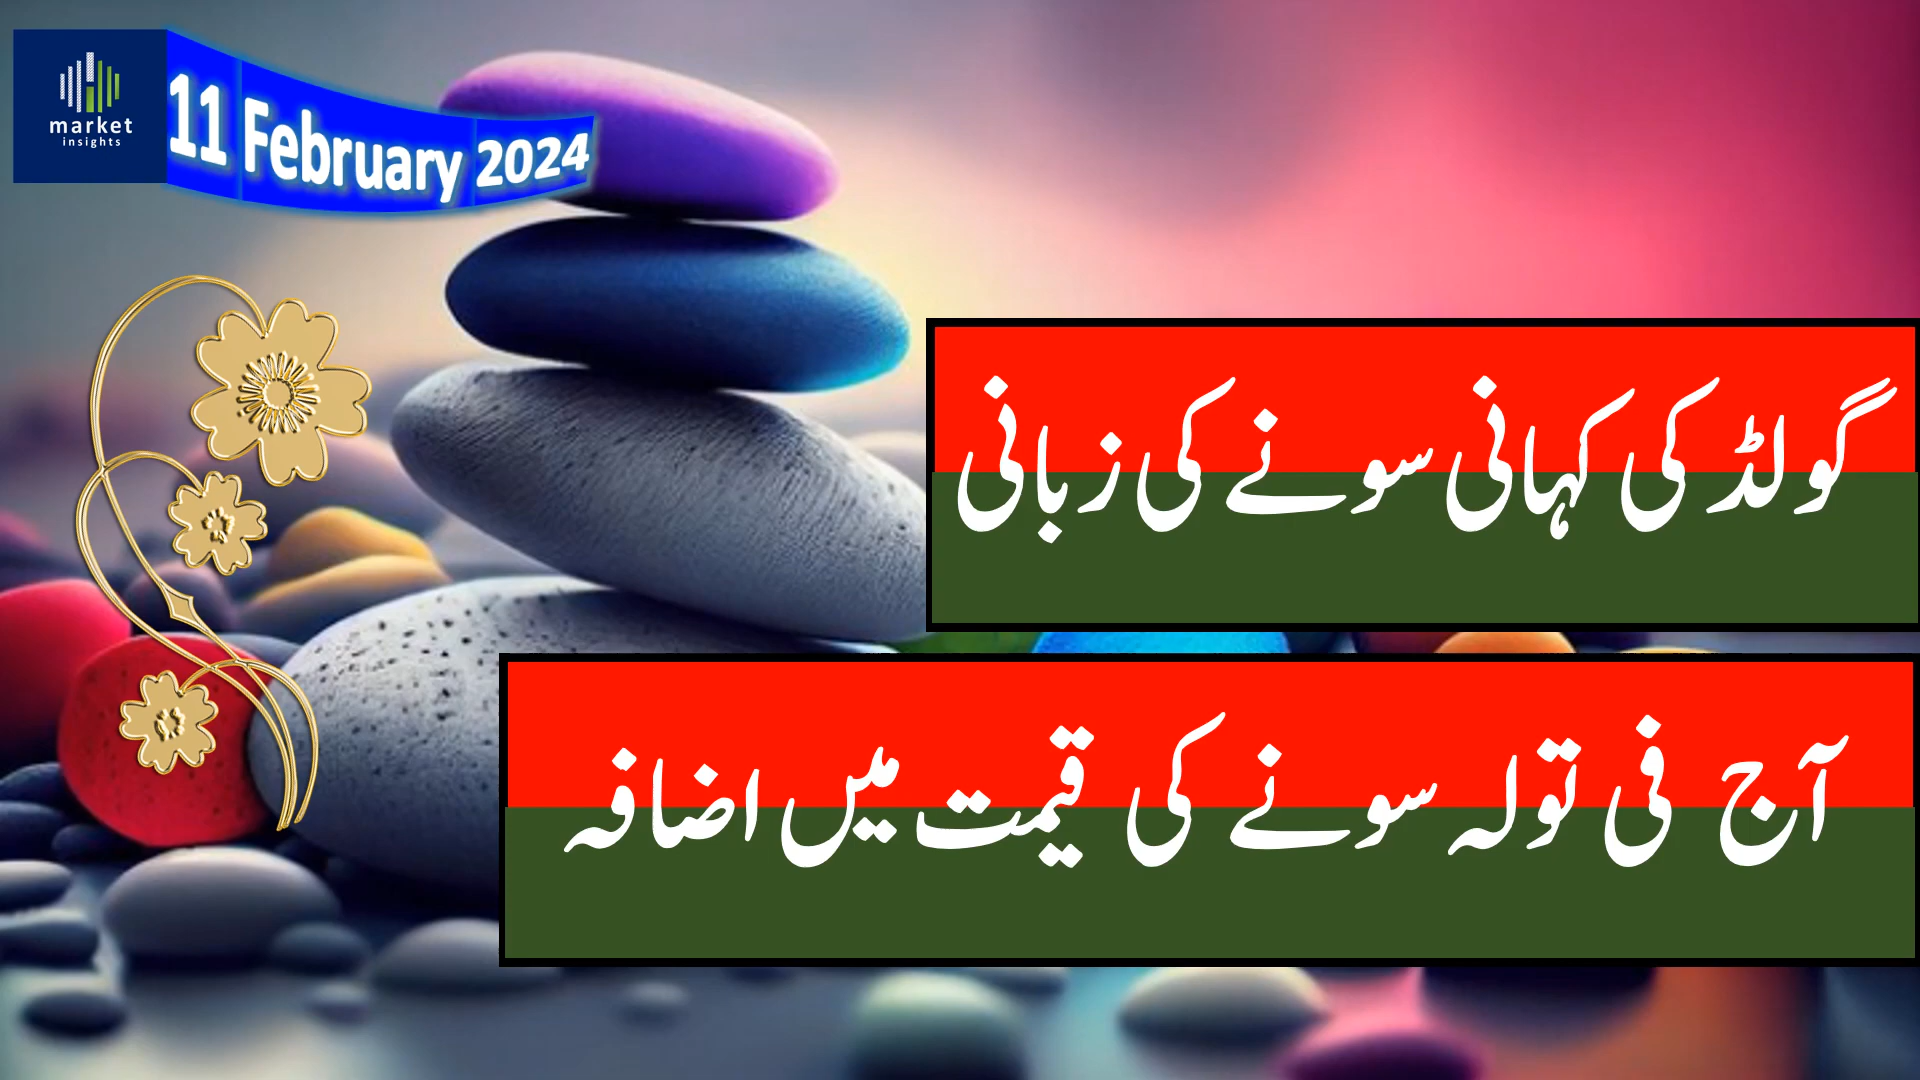 market
insights
11 February 2024
گولڈ کی کہانی سونے کی زبانی
آج فی تولہ سونے کی قیمت میں اضافہ